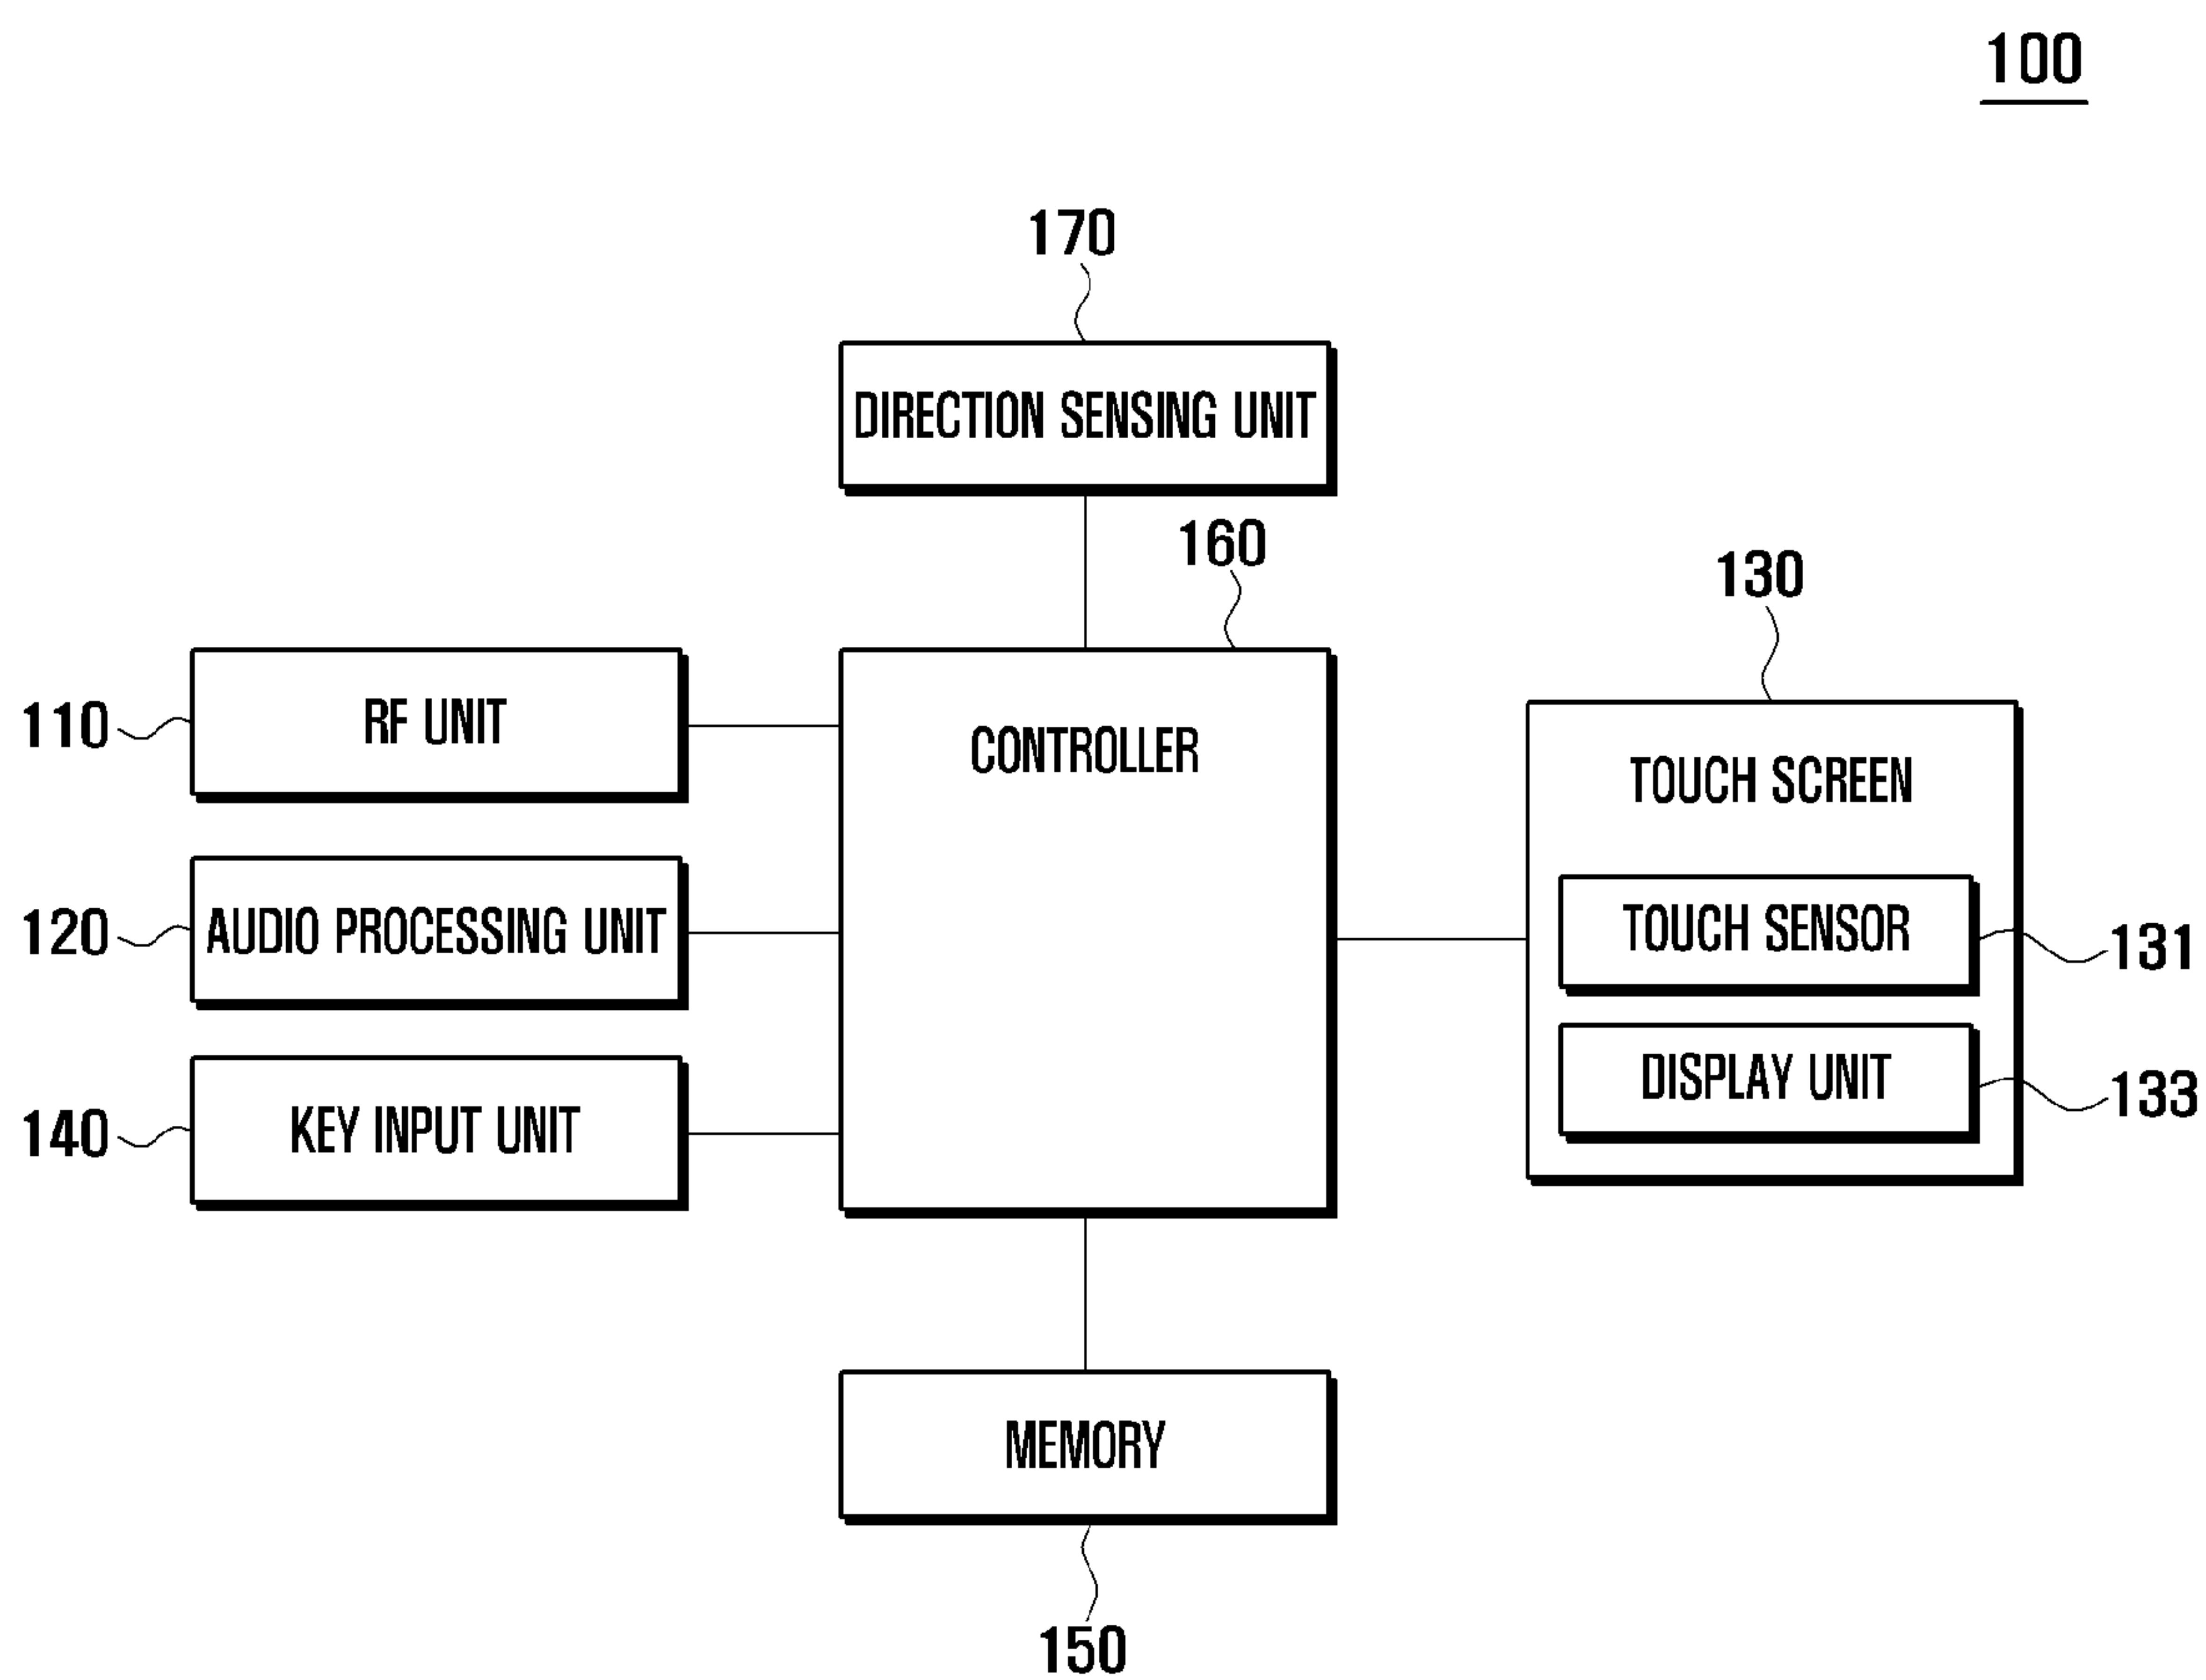 100
170
DIRECTION SENSING UNIT
160
130
110
RF UNIT
CONTROLLER
TOUCH SCREEN
120
AUDIO PROCESSING UNIT
TOUCH SENSOR
131
140
KEY INPUT UNIT
DISPLAY UNIT
133
MEMORY
150